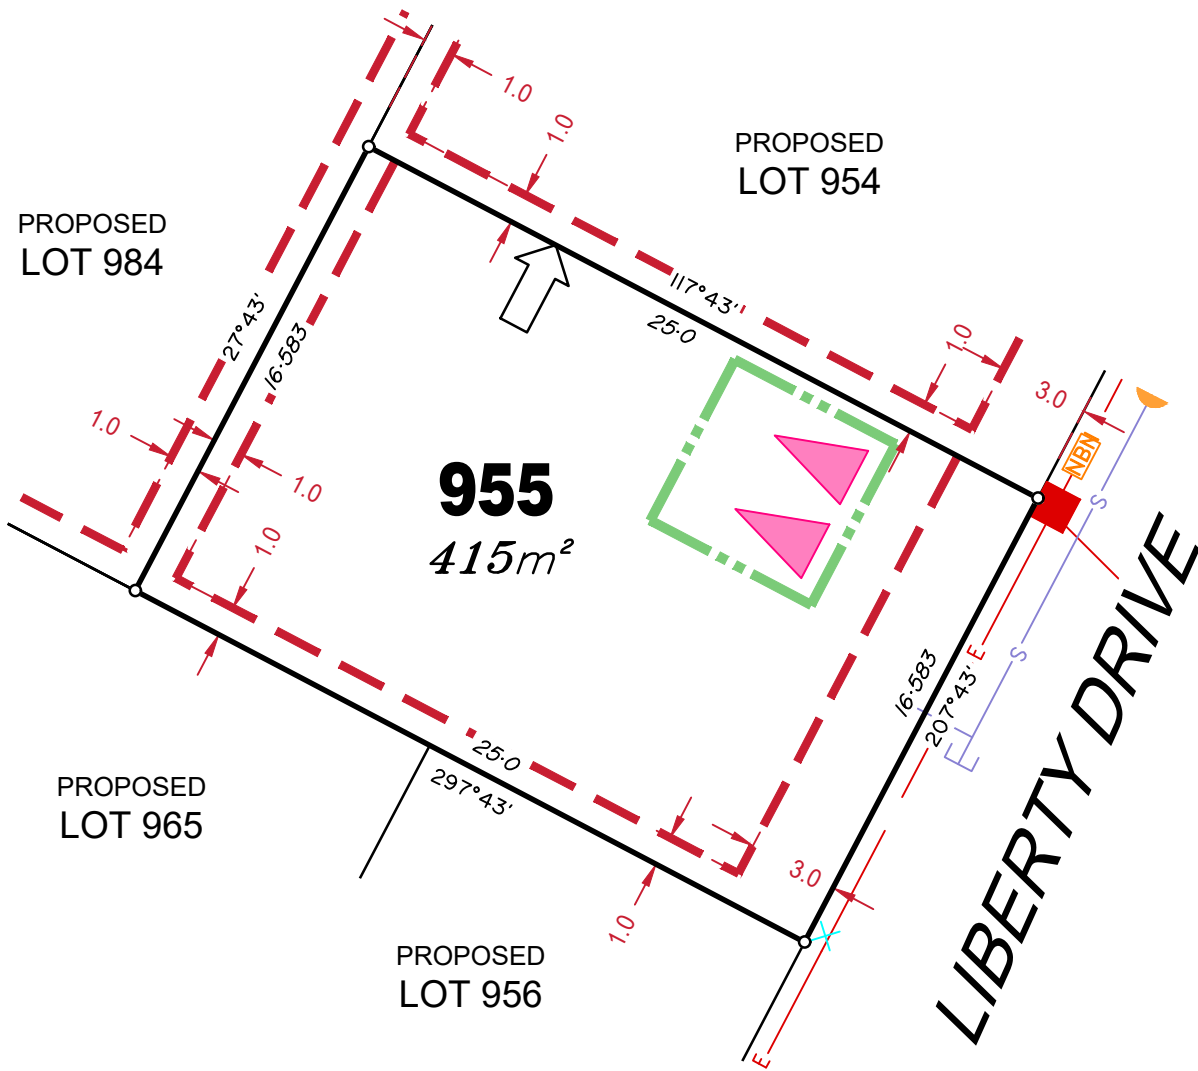 1.0
1.0
PROPOSED
LOT 954
PROPOSED
LOT 984
117°43'
25·0
27°43'
16·583
1.0
3.0
1.0
NBN
955
415m²
1.0
S
1.0
LIBERTY DRIVE
E
S
16·583
207°43'
25·0
297°43'
PROPOSED
LOT 965
3.0
1.0
PROPOSED
LOT 956
E